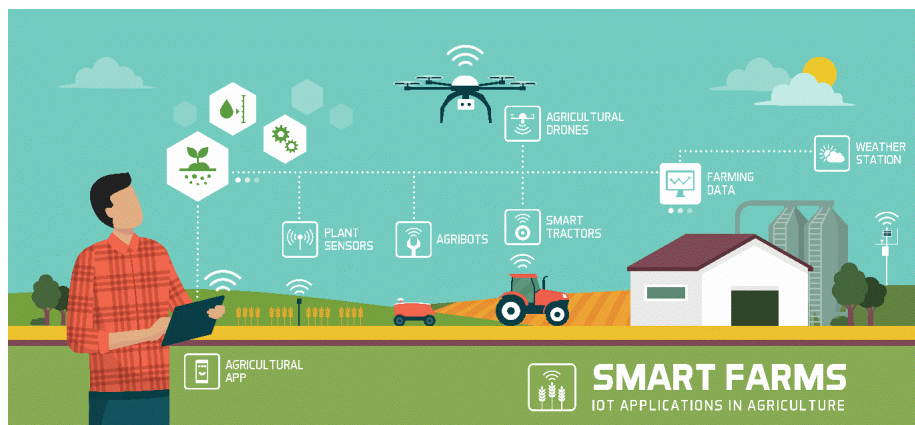 AGRICULTURAL
DRONES
WEATHER
STATION
FARMING
DATA
PLANT
SENSORS
AGRIBOTS
SMART
TRACTORS
AGRICULTURAL
APP
SMART FARMS
IOT APPLICATIONS IN AGRICULTURE